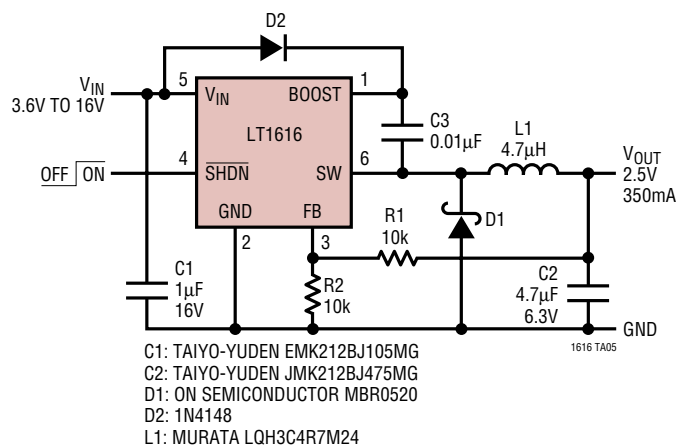 D2
V_IN
3.6V TO 16V
5
V_IN
BOOST
1
LT1616
C3
0.01µF
L1
4.7µH
V_OUT
2.5V
350mA
OFF ON
4
SHDN
SW
6
GND
FB
2
3
R1
10k
D1
C1
1µF
16V
R2
10k
C2
4.7µF
6.3V
GND
1616 TA05
C1: TAIYO-YUDEN EMK212BJ105MG
C2: TAIYO-YUDEN JMK212BJ475MG
D1: ON SEMICONDUCTOR MBR0520
D2: 1N4148
L1: MURATA LQH3C4R7M24